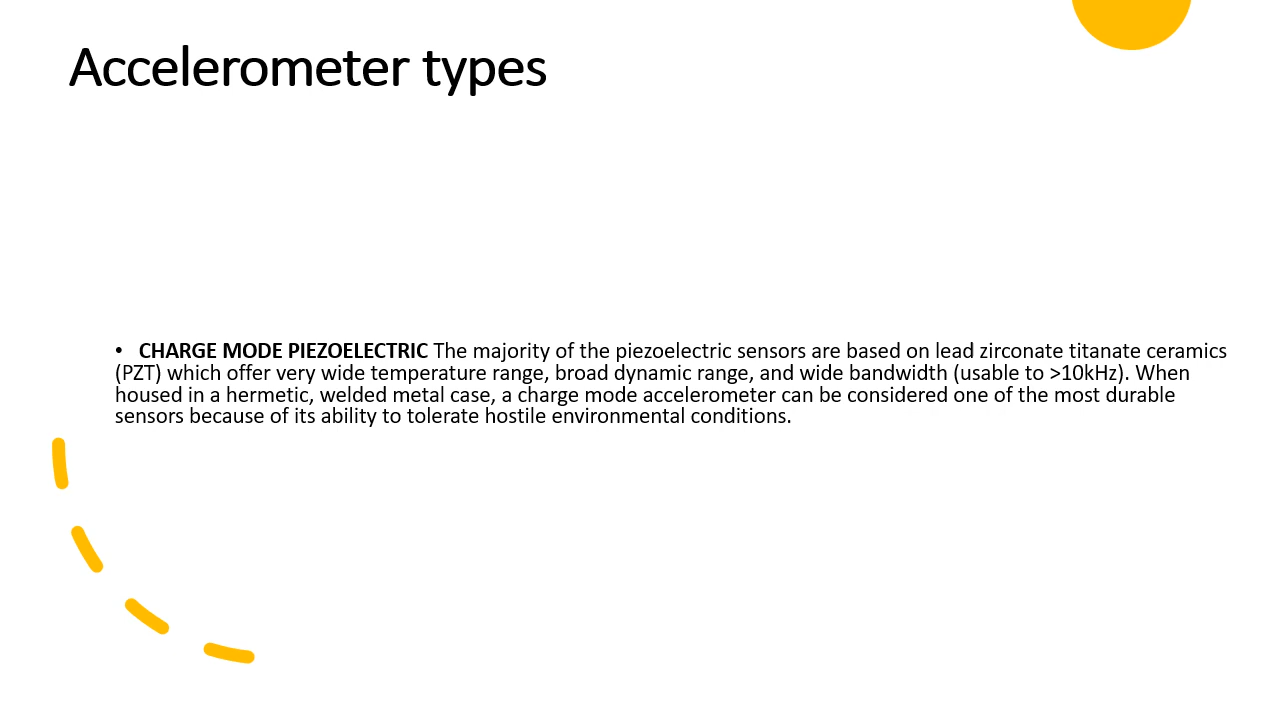 Accelerometer types
• CHARGE MODE PIEZOELECTRIC The majority of the piezoelectric sensors are based on lead zirconate titanate ceramics
(PZT) which offer very wide temperature range, broad dynamic range, and wide bandwidth (usable to >10kHz). When
housed in a hermetic, welded metal case, a charge mode accelerometer can be considered one of the most durable
sensors because of its ability to tolerate hostile environmental conditions.